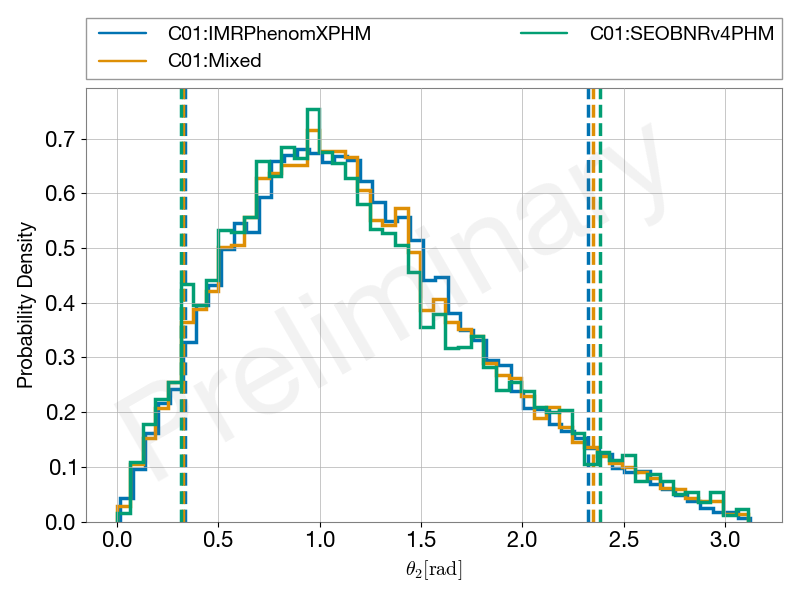 C01:IMRPhenomXPHM
C01:Mixed
C01:SEOBNRv4PHM
Preliminary
Probability Density
0.7
0.6
0.5
0.4
0.3
0.2
0.1
0.0
0.0 0.5 1.0 1.5 2.0 2.5 3.0
θ₂[rad]